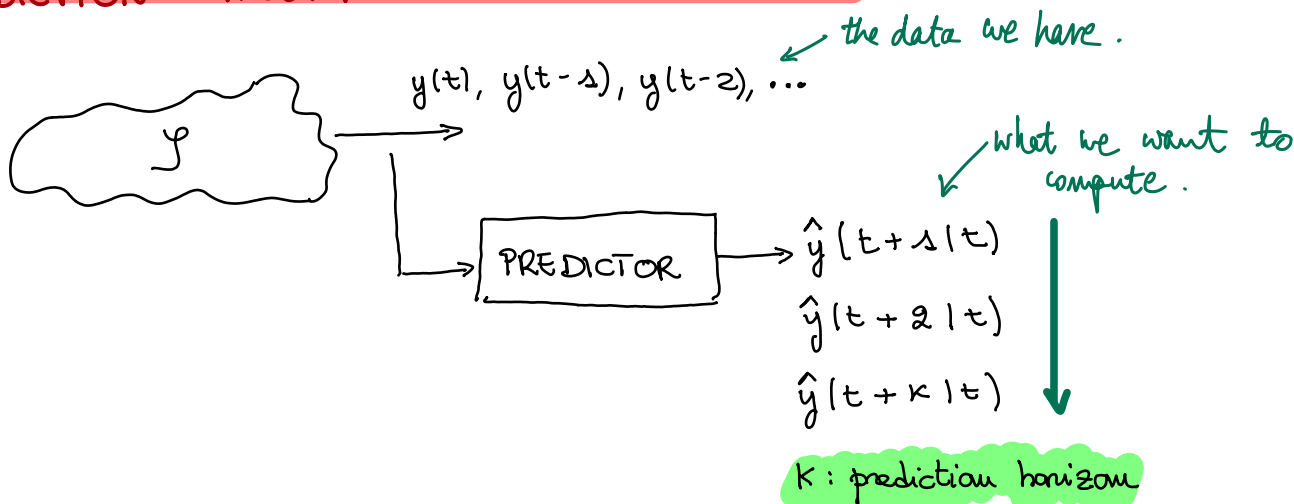 the data we have.
y(t), y(t-1), y(t-2), ...
𝒮
what we want to
compute.
PREDICTOR
ŷ(t+1|t)
ŷ(t+2|t)
ŷ(t+k|t)
k: prediction horizon